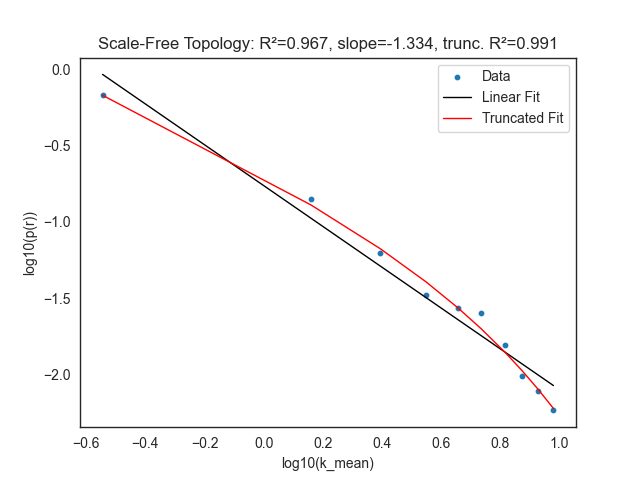 Scale-Free Topology: R²=0.967, slope=-1.334, trunc. R²=0.991
Data
Linear Fit
Truncated Fit
0.0
−0.5
−1.0
−1.5
−2.0
log10(p(r))
−0.6 −0.4 −0.2 0.0 0.2 0.4 0.6 0.8 1.0
log10(k_mean)